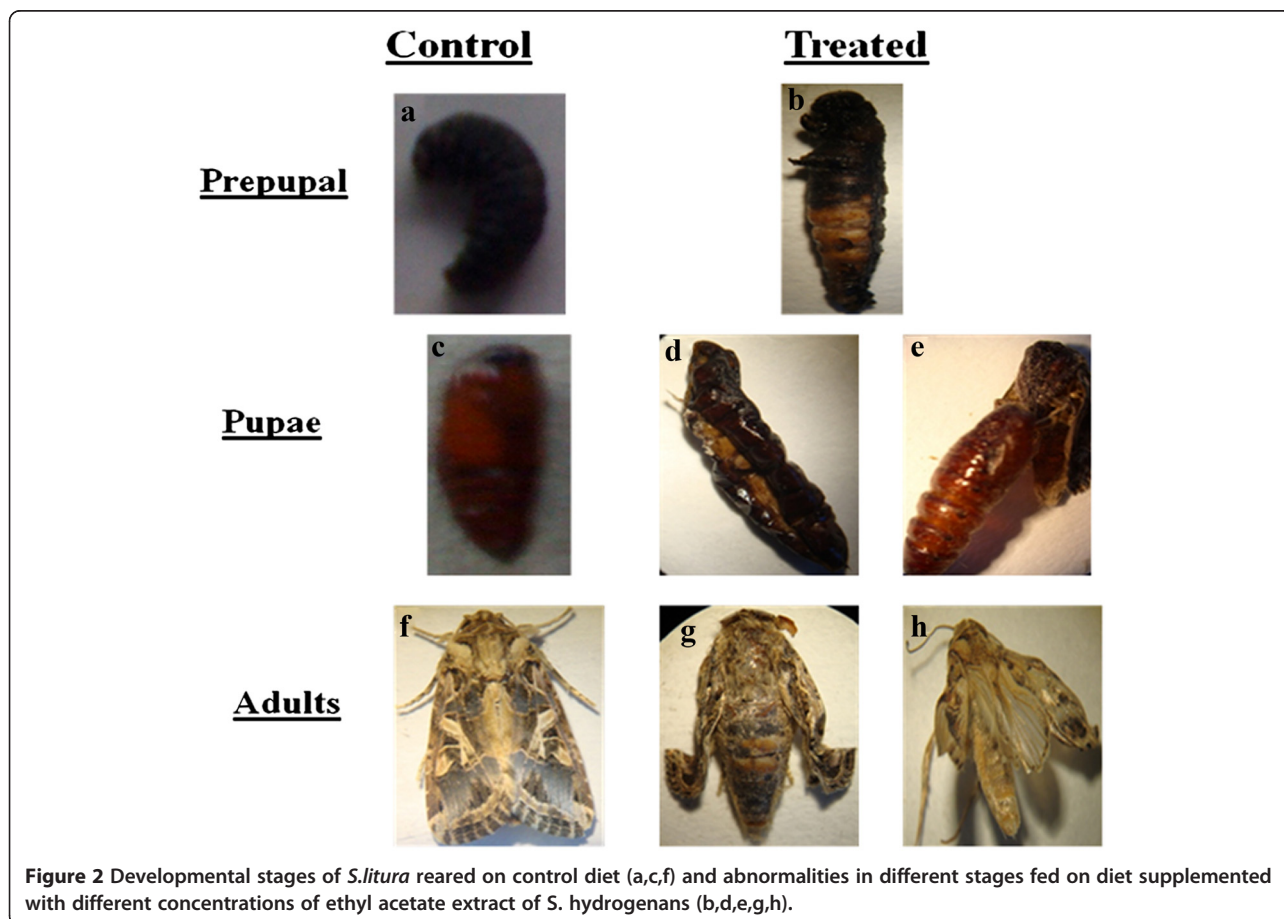 Control Treated
a b
Prepupal
c d e
Pupae
f g h
Adults
Figure 2 Developmental stages of S.litura reared on control diet (a,c,f) and abnormalities in different stages fed on diet supplemented
with different concentrations of ethyl acetate extract of S. hydrogenans (b,d,e,g,h).